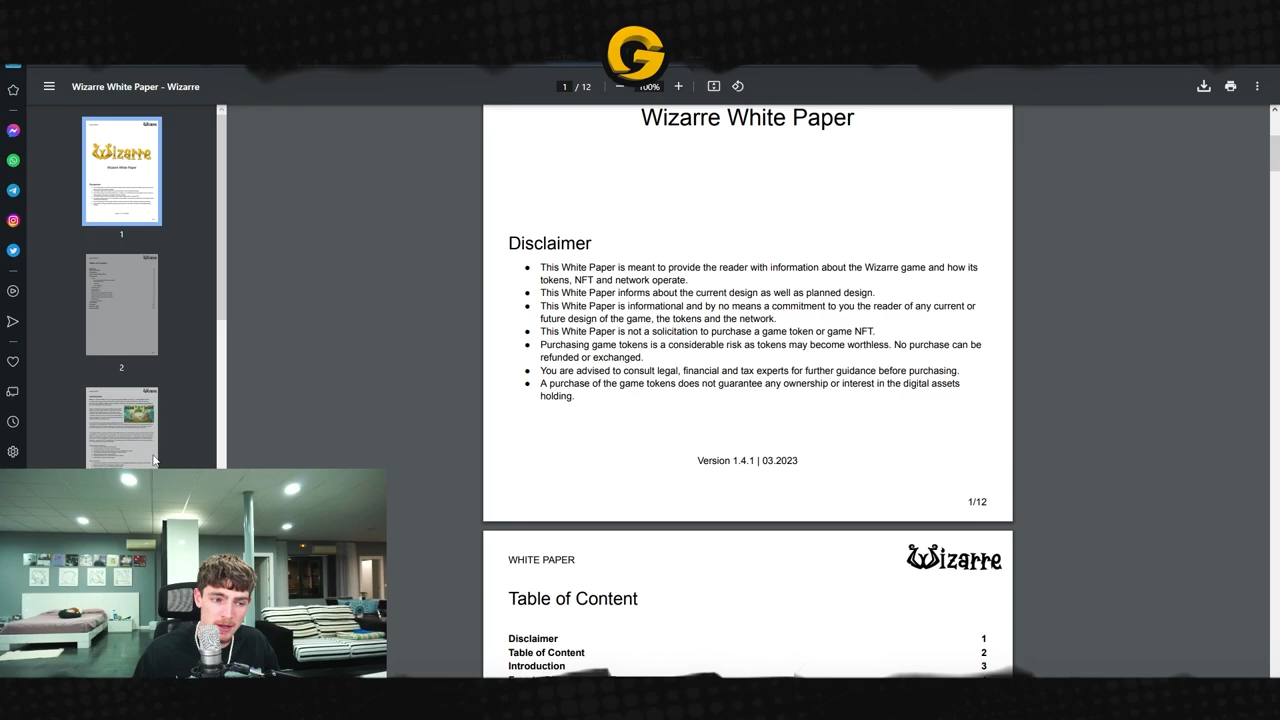 G
Wizarre White Paper - Wizarre
1 / 12
100%
Wizarre
1
2
Wizarre White Paper
Disclaimer
● This White Paper is meant to provide the reader with information about the Wizarre game and how its
tokens, NFT and network operate.
● This White Paper informs about the current design as well as planned design.
● This White Paper is informational and by no means a commitment to you the reader of any current or
future design of the game, the tokens and the network.
● This White Paper is not a solicitation to purchase a game token or game NFT.
● Purchasing game tokens is a considerable risk as tokens may become worthless. No purchase can be
refunded or exchanged.
● You are advised to consult legal, financial and tax experts for further guidance before purchasing.
● A purchase of the game tokens does not guarantee any ownership or interest in the digital assets
holding.
Version 1.4.1 | 03.2023
1/12
WHITE PAPER
Wizarre
Table of Content
Disclaimer 1
Table of Content 2
Introduction 3